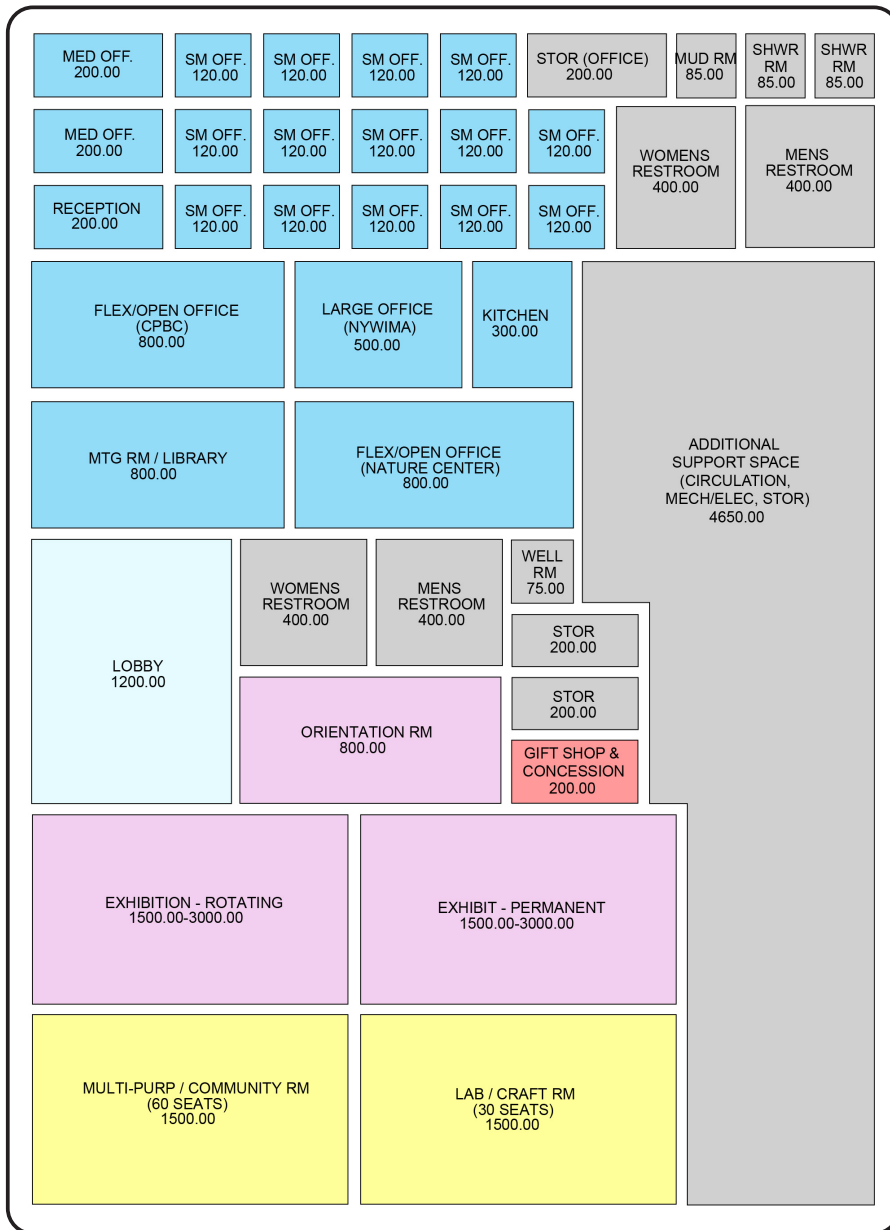 MED OFF.
200.00
SM OFF.
120.00
SM OFF.
120.00
SM OFF.
120.00
SM OFF.
120.00
STOR (OFFICE)
200.00
MUD RM
85.00
SHWR
RM
85.00
SHWR
RM
85.00
MED OFF.
200.00
SM OFF.
120.00
SM OFF.
120.00
SM OFF.
120.00
SM OFF.
120.00
SM OFF.
120.00
WOMENS
RESTROOM
400.00
MENS
RESTROOM
400.00
RECEPTION
200.00
SM OFF.
120.00
SM OFF.
120.00
SM OFF.
120.00
SM OFF.
120.00
SM OFF.
120.00
FLEX/OPEN OFFICE
(CPBC)
800.00
LARGE OFFICE
(NYWIMA)
500.00
KITCHEN
300.00
MTG RM / LIBRARY
800.00
FLEX/OPEN OFFICE
(NATURE CENTER)
800.00
ADDITIONAL
SUPPORT SPACE
(CIRCULATION,
MECH/ELEC, STOR)
4650.00
LOBBY
1200.00
WOMENS
RESTROOM
400.00
MENS
RESTROOM
400.00
WELL
RM
75.00
STOR
200.00
STOR
200.00
ORIENTATION RM
800.00
GIFT SHOP &
CONCESSION
200.00
EXHIBITION - ROTATING
1500.00-3000.00
EXHIBIT - PERMANENT
1500.00-3000.00
MULTI-PURP / COMMUNITY RM
(60 SEATS)
1500.00
LAB / CRAFT RM
(30 SEATS)
1500.00